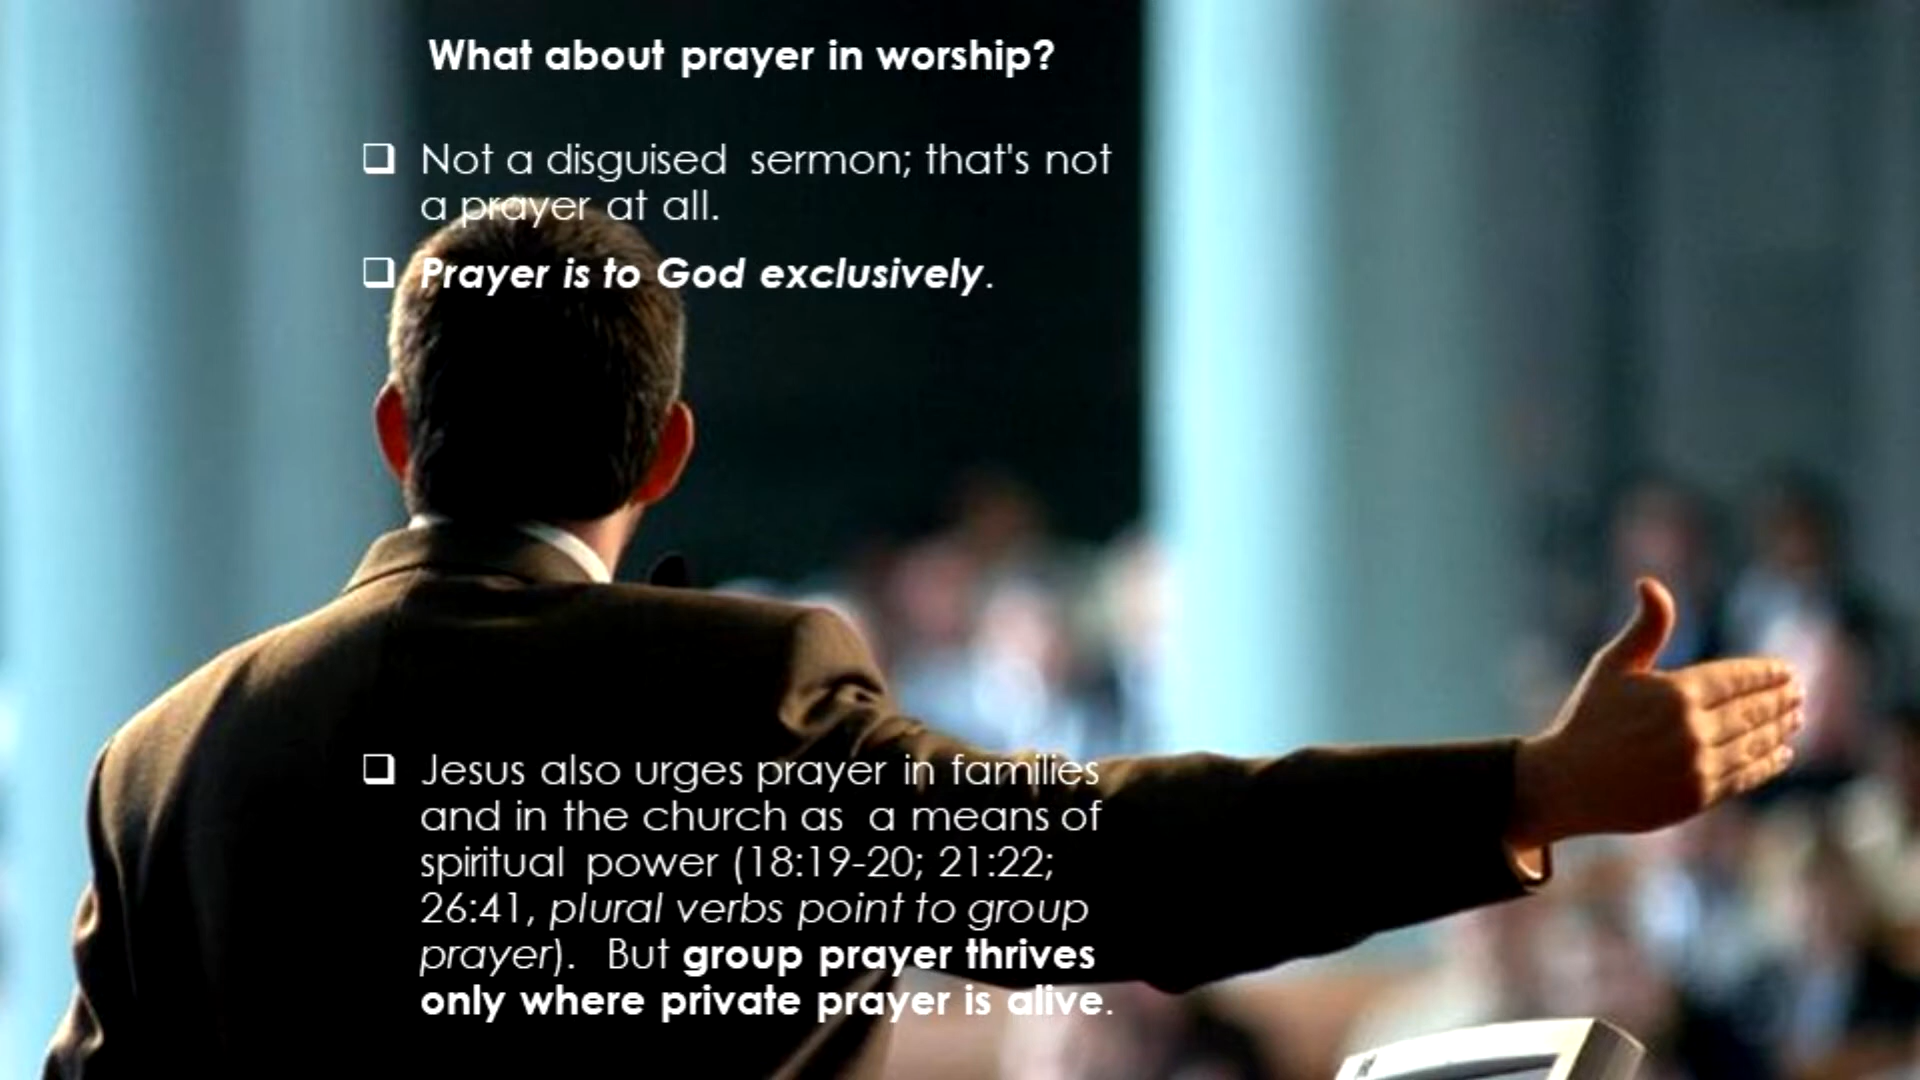 What about prayer in worship?
❑ Not a disguised sermon; that's not
a prayer at all.
❑ Prayer is to God exclusively.
❑ Jesus also urges prayer in families
and in the church as a means of
spiritual power (18:19-20; 21:22;
26:41, plural verbs point to group
prayer). But group prayer thrives
only where private prayer is alive.